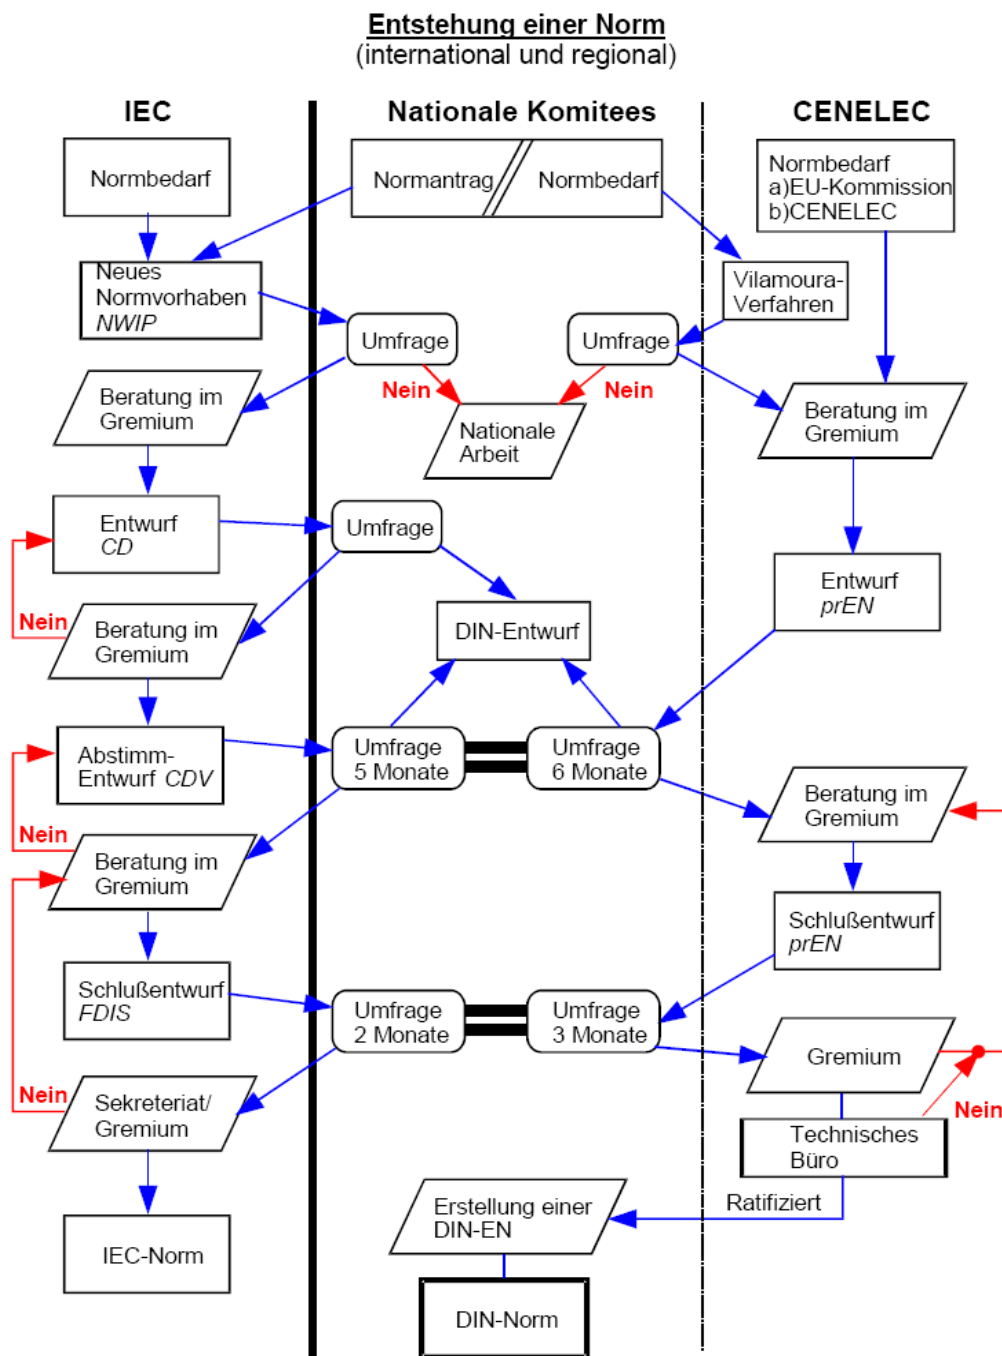 Entstehung einer Norm
(international und regional)
IEC
Nationale Komitees
CENELEC
Normbedarf
Normantrag
Normbedarf
Normbedarf
a)EU-Kommission
b)CENELEC
Neues
Normvorhaben
NWIP
Vilamoura-
Verfahren
Umfrage
Umfrage
Nein
Nein
Beratung im
Gremium
Nationale
Arbeit
Beratung im
Gremium
Entwurf
CD
Umfrage
Entwurf
prEN
Nein
Beratung im
Gremium
DIN-Entwurf
Abstimm-
Entwurf CDV
Umfrage
5 Monate
Umfrage
6 Monate
Beratung im
Gremium
Nein
Beratung im
Gremium
Schlußentwurf
prEN
Schlußentwurf
FDIS
Umfrage
2 Monate
Umfrage
3 Monate
Gremium
Nein
Sekreteriat/
Gremium
Nein
Technisches
Büro
Ratifiziert
Erstellung einer
DIN-EN
IEC-Norm
DIN-Norm